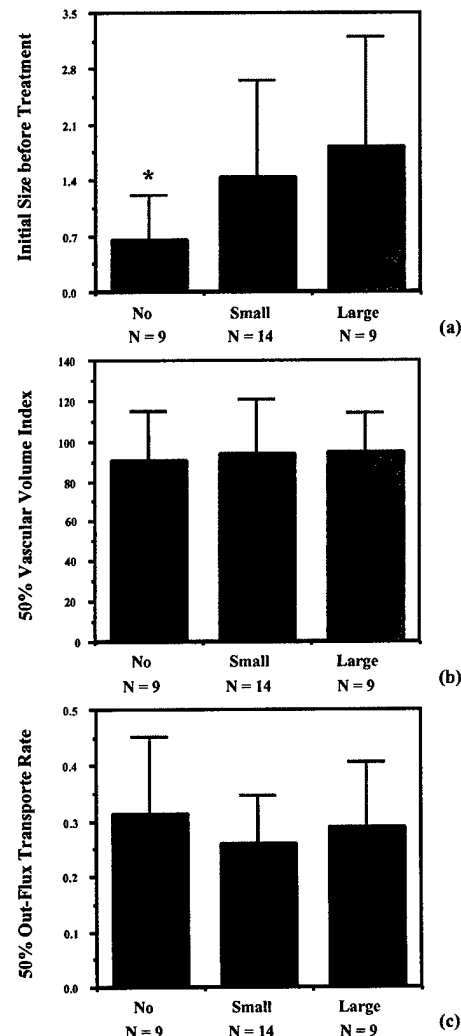 Initial Size before Treatment
3.5
2.8
2.1
1.4
0.7
0.0
*
No Small Large
N = 9 N = 14 N = 9
(a)
50% Vascular Volume Index
140
120
100
80
60
40
20
0
No Small Large
N = 9 N = 14 N = 9
(b)
50% Out-Flux Transporte Rate
0.5
0.4
0.3
0.2
0.1
0.0
No Small Large
N = 9 N = 14 N = 9
(c)